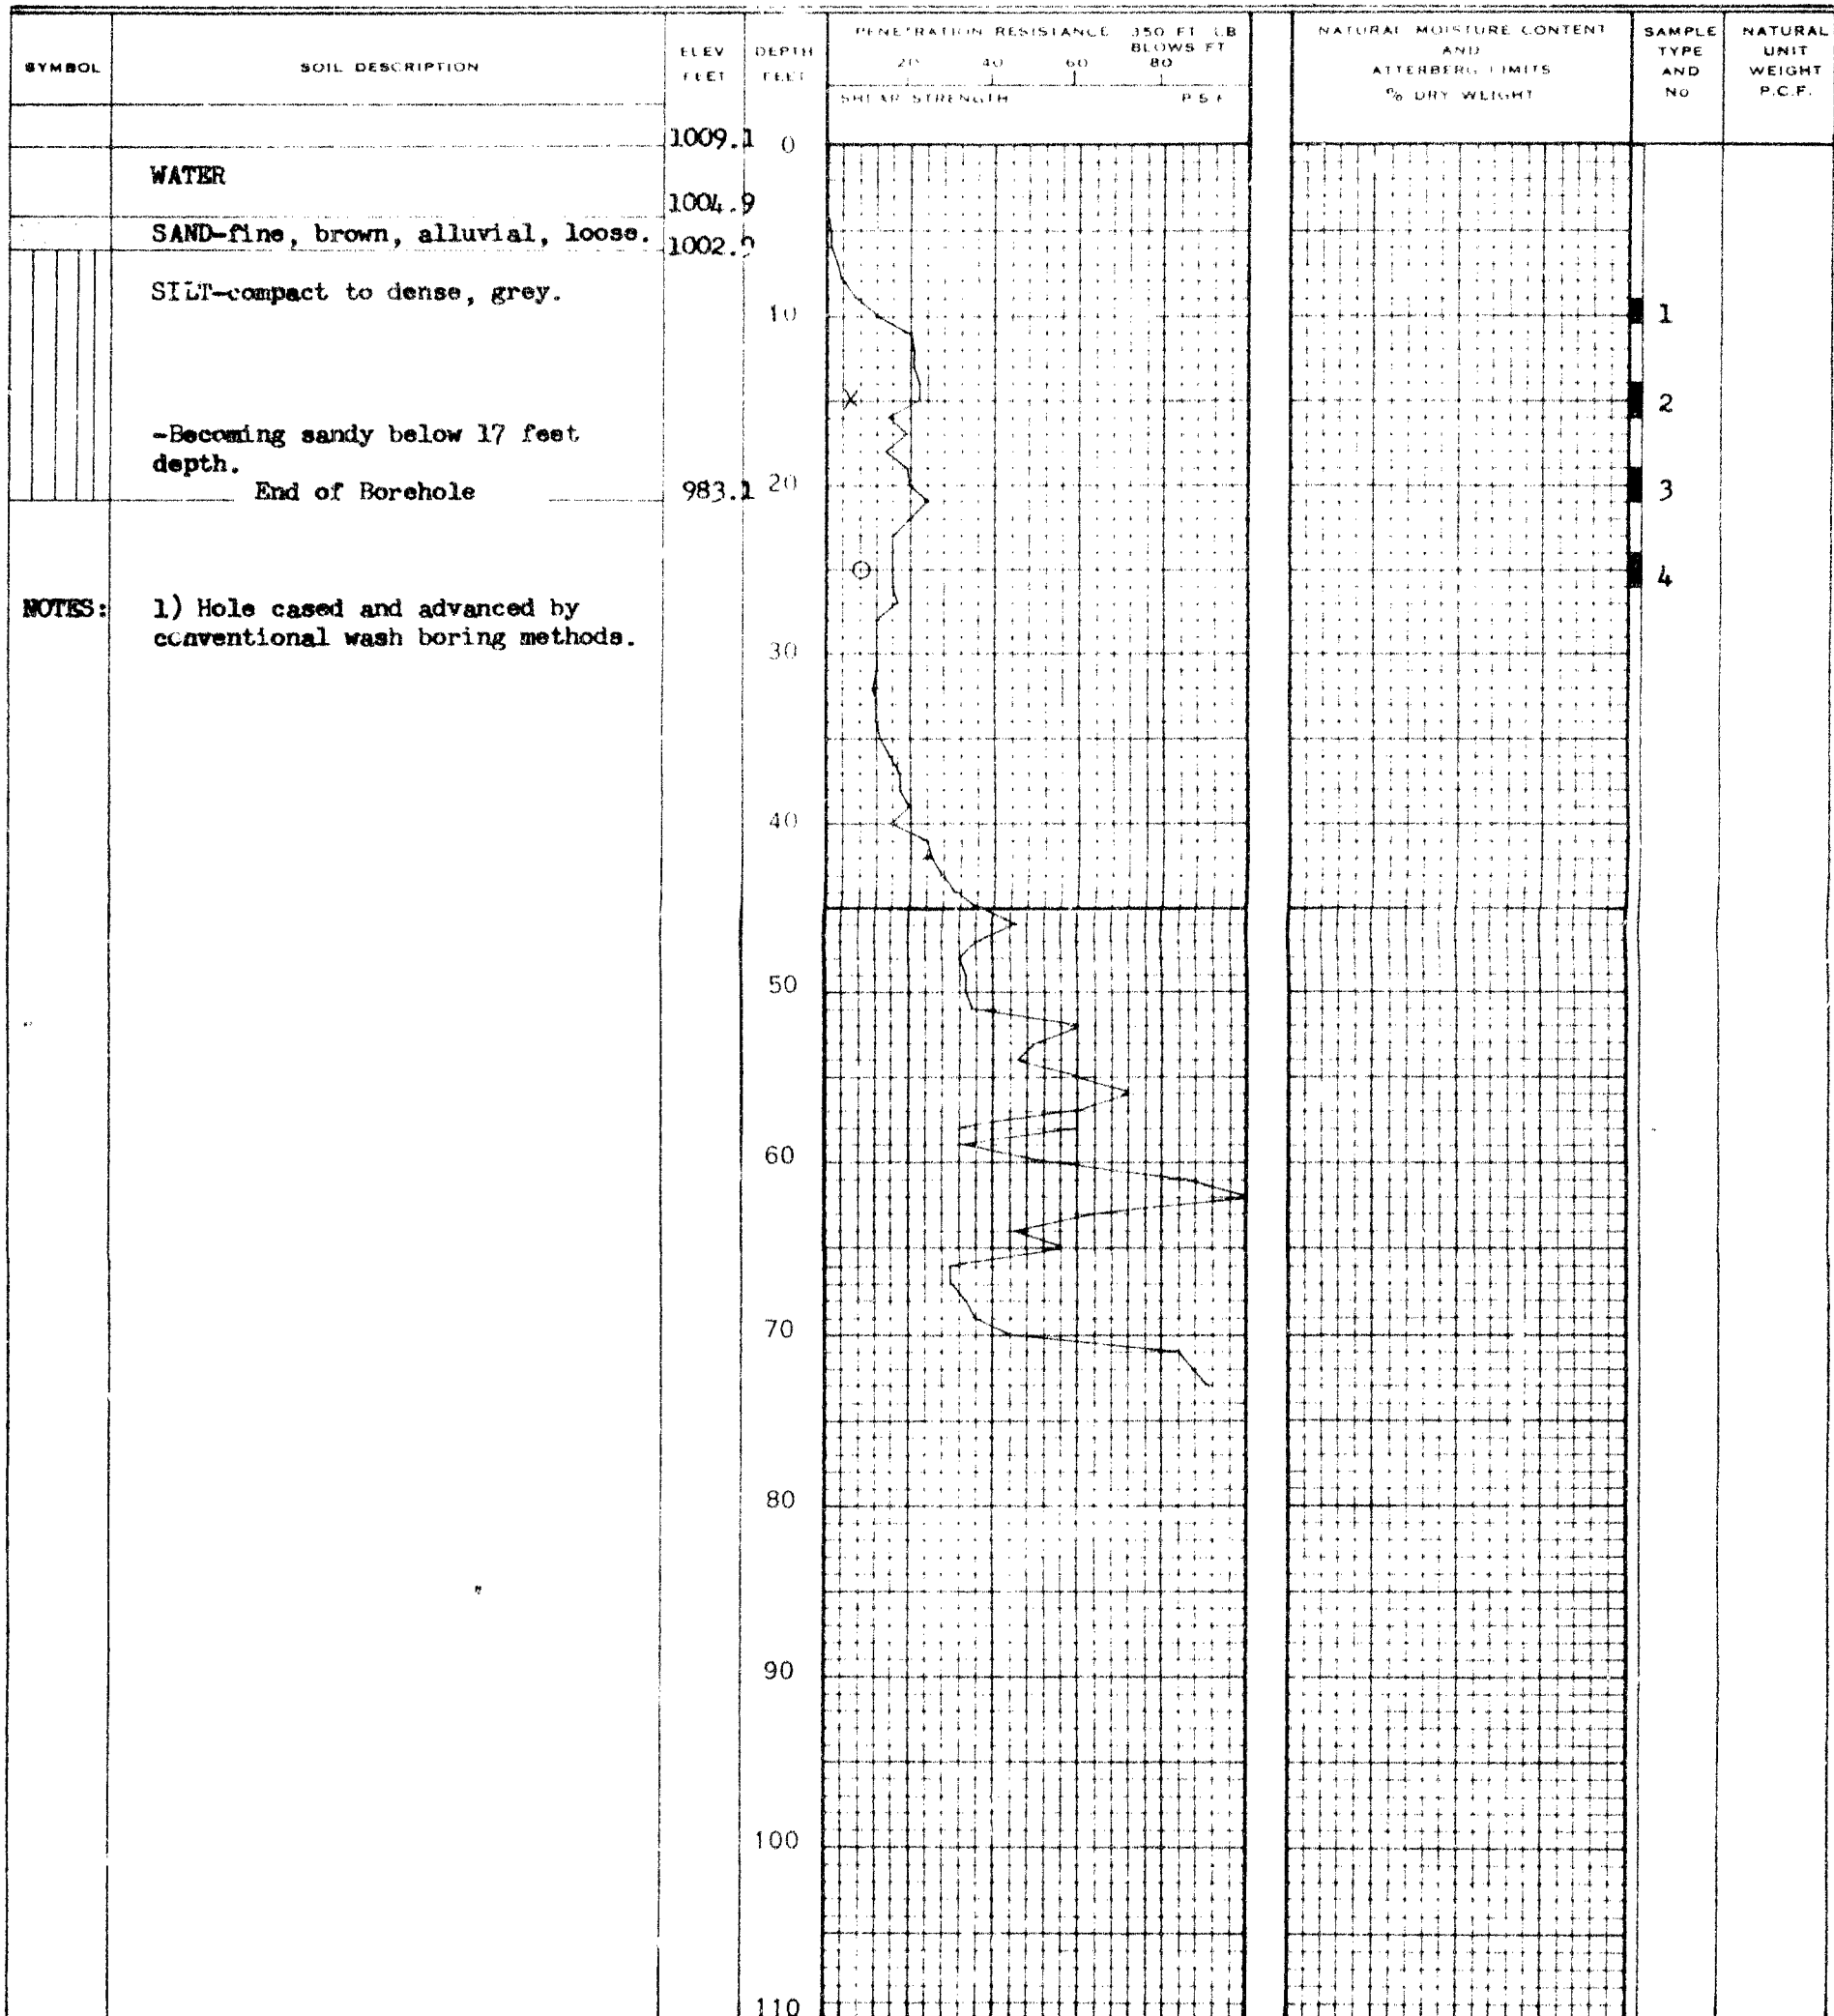 SYMBOL
SOIL DESCRIPTION
ELEV
FEET
DEPTH
FEET
PENETRATION RESISTANCE 350 FT LB
BLOWS FT
20 40 60 80
SHEAR STRENGTH P S F
NATURAL MOISTURE CONTENT
AND
ATTERBERG LIMITS
% DRY WEIGHT
SAMPLE
TYPE
AND
No
NATURAL
UNIT
WEIGHT
P.C.F.
1009.1 0
WATER
1004.9
SAND-fine, brown, alluvial, loose.
SILT-compact to dense, grey.
10
1
2
-Becoming sandy below 17 feet
depth.
End of Borehole
983.1 20
3
4
NOTES: 1) Hole cased and advanced by
conventional wash boring methods.
30
40
50
60
70
80
90
100
110